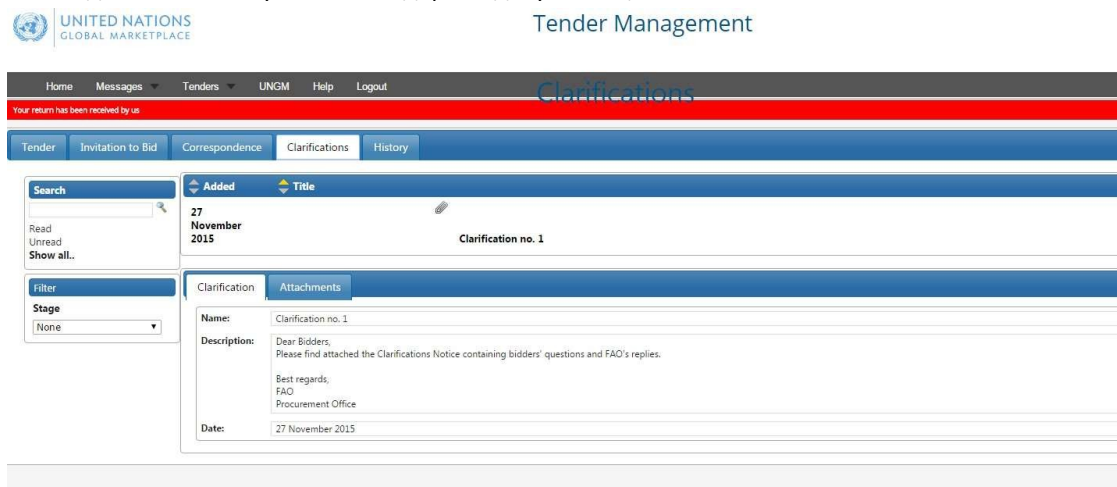 UNITED NATIONS
GLOBAL MARKETPLACE
Tender Management
Home Messages Tenders UNGM Help Logout
Clarifications
Your return has been received by us
Tender Invitation to Bid Correspondence Clarifications History
Search
Read
Unread
Show all..
Filter
Stage
None
Added Title
27
November
2015
Clarification no. 1
Clarification Attachments
Name: Clarification no. 1
Description: Dear Bidders,
Please find attached the Clarifications Notice containing bidders' questions and FAO's replies.
Best regards,
FAO
Procurement Office
Date: 27 November 2015